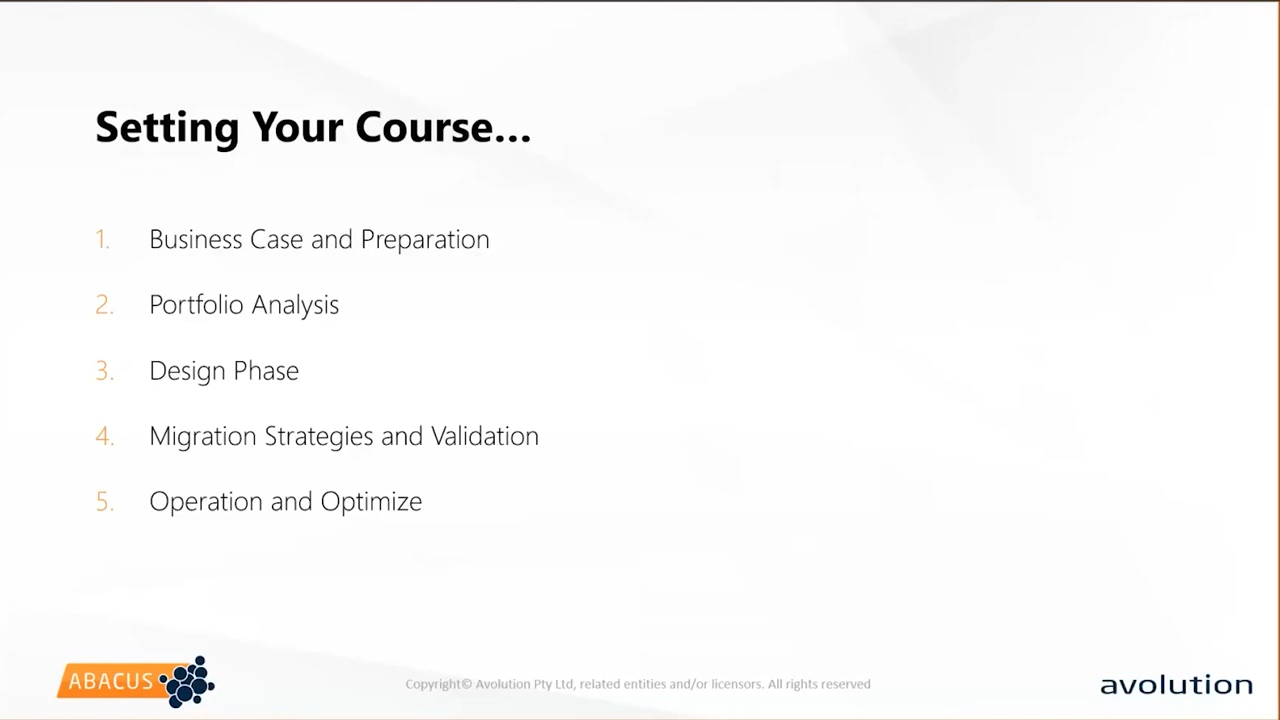 Setting Your Course...
1. Business Case and Preparation
2. Portfolio Analysis
3. Design Phase
4. Migration Strategies and Validation
5. Operation and Optimize
ABACUS
Copyright© Avolution Pty Ltd, related entities and/or licensors. All rights reserved
avolution